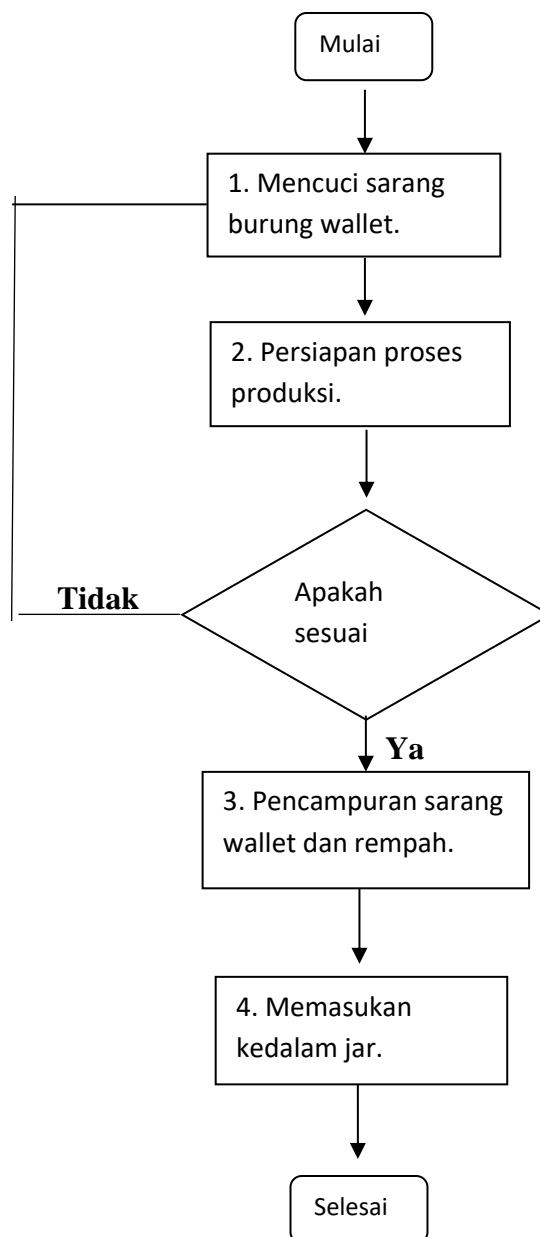 Mulai
1. Mencuci sarang
burung wallet.
2. Persiapan proses
produksi.
Apakah
sesuai
Tidak
Ya
3. Pencampuran sarang
wallet dan rempah.
4. Memasukan
kedalam jar.
Selesai